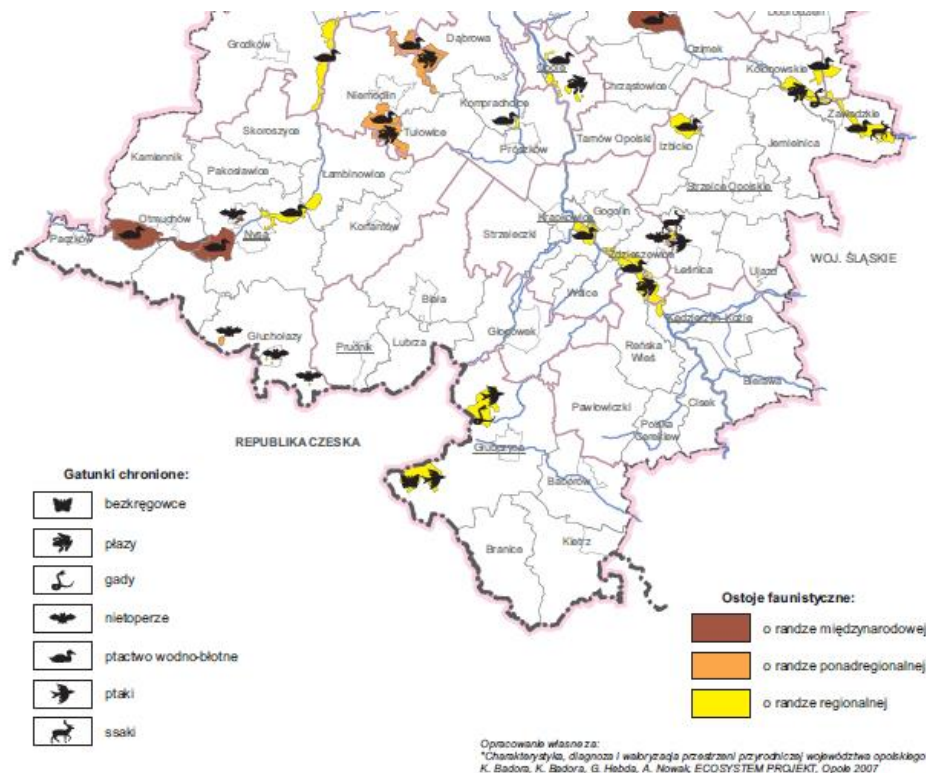 Dobrodzień
Grodków
Dąbrowa
Ozimek
Kolonowskie
Opole
Chrząstowice
Niemodlin
Komprachcice
Zawadzkie
Skoroszyce
Tułowice
Tarnów Opolski
Izbicko
Jemielnica
Prószków
Kamiennik
Pakosławice
Łambinowice
Strzelce Opolskie
Otmuchów
Nysa
Korfantów
Strzeleczki
Krapkowice
Gogolin
Paczków
Zdzieszowice
Leśnica
Ujazd
WOJ. ŚLĄSKIE
Biała
Walce
Głuchołazy
Prudnik
Lubrza
Głogówek
Kędzierzyn-Koźle
Reńska
Wieś
Bierawa
Pawłowiczki
Cisek
Polska
Cerekiew
REPUBLIKA CZESKA
Głubczyce
Baborów
Branice
Kietrz
Gatunki chronione:
bezkręgowce
płazy
gady
nietoperze
ptactwo wodno-błotne
ptaki
ssaki
Ostoje faunistyczne:
o randze międzynarodowej
o randze ponadregionalnej
o randze regionalnej
Opracowanie własne za:
"Charakterystyka, diagnoza i waloryzacja przestrzeni przyrodniczej województwa opolskiego
K. Badora, K. Badora, G. Hebda, A. Nowak, ECOSYSTEM PROJEKT, Opole 2007